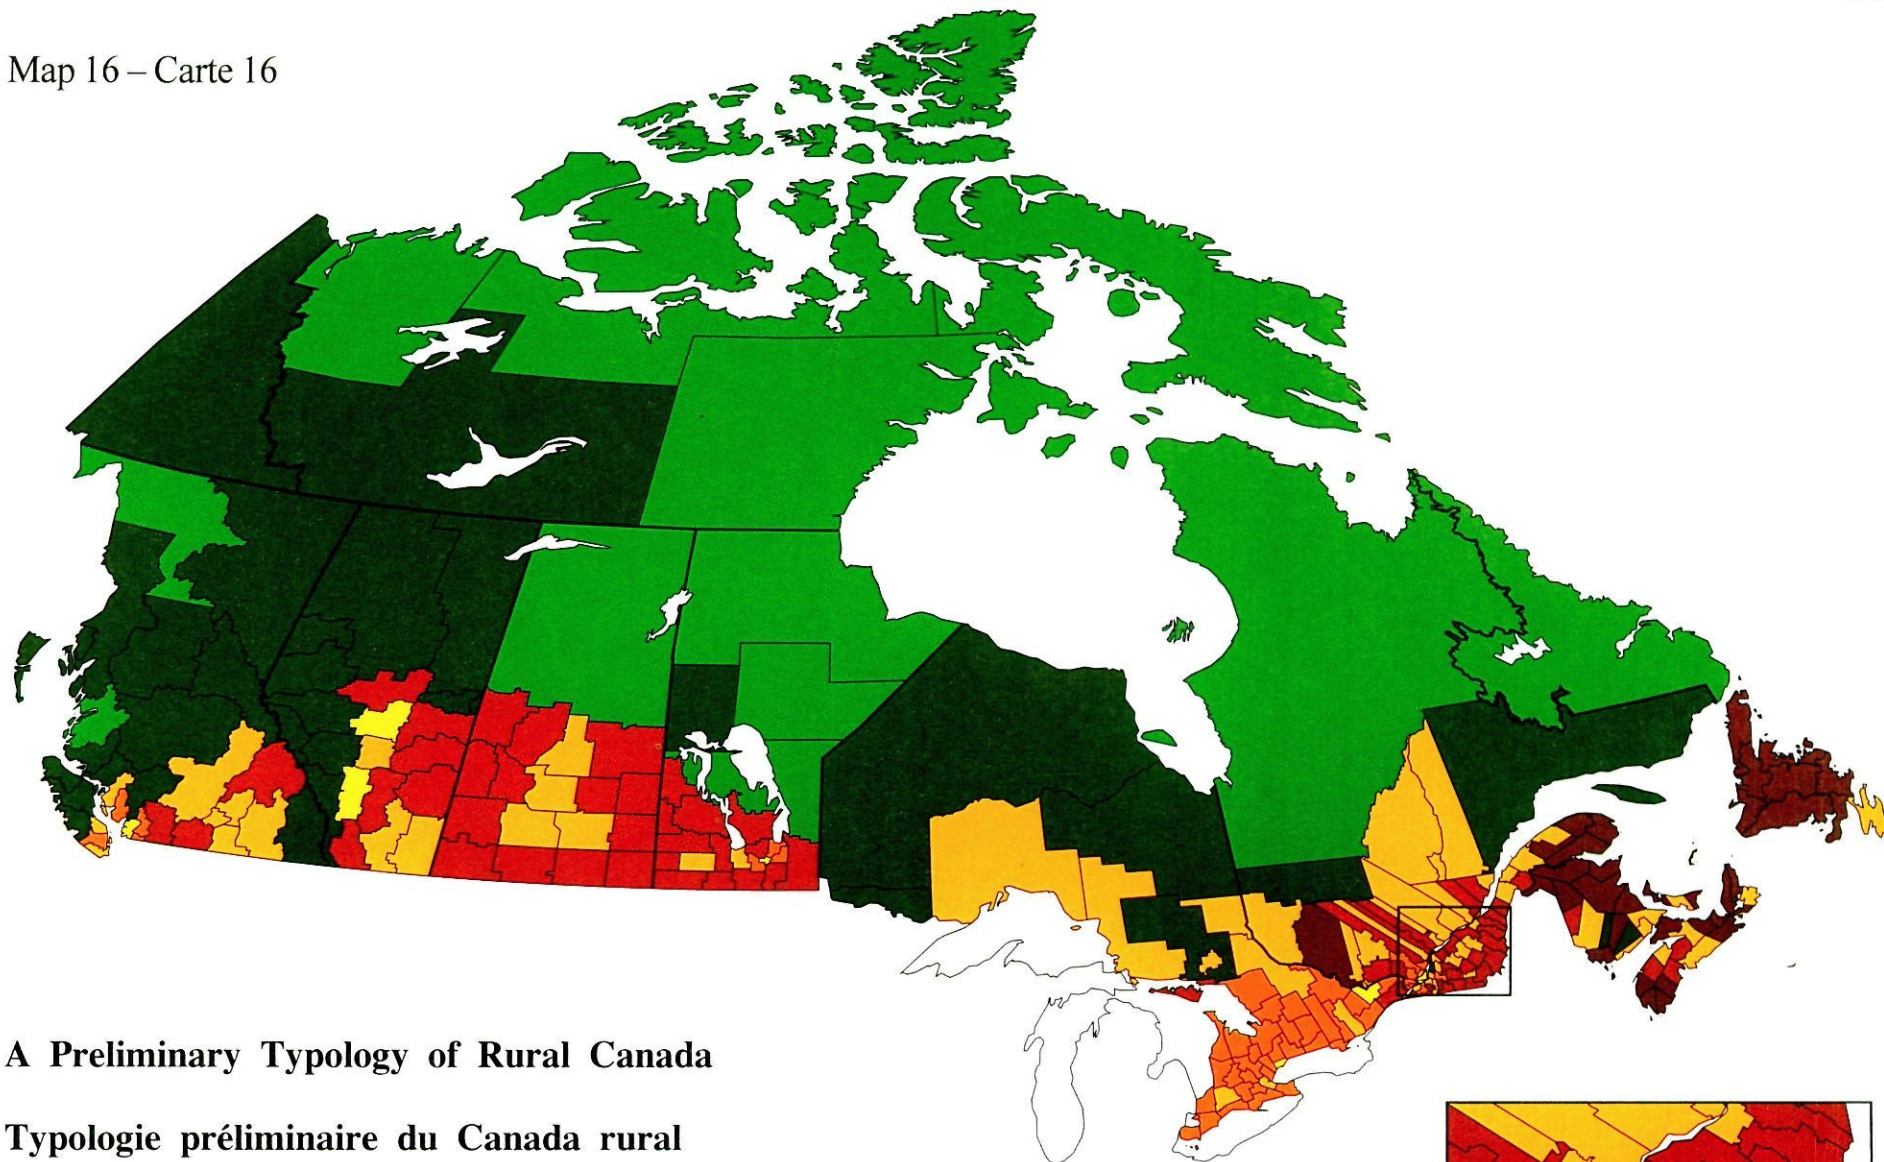 Map 16 – Carte 16
A Preliminary Typology of Rural Canada
Typologie préliminaire du Canada rural